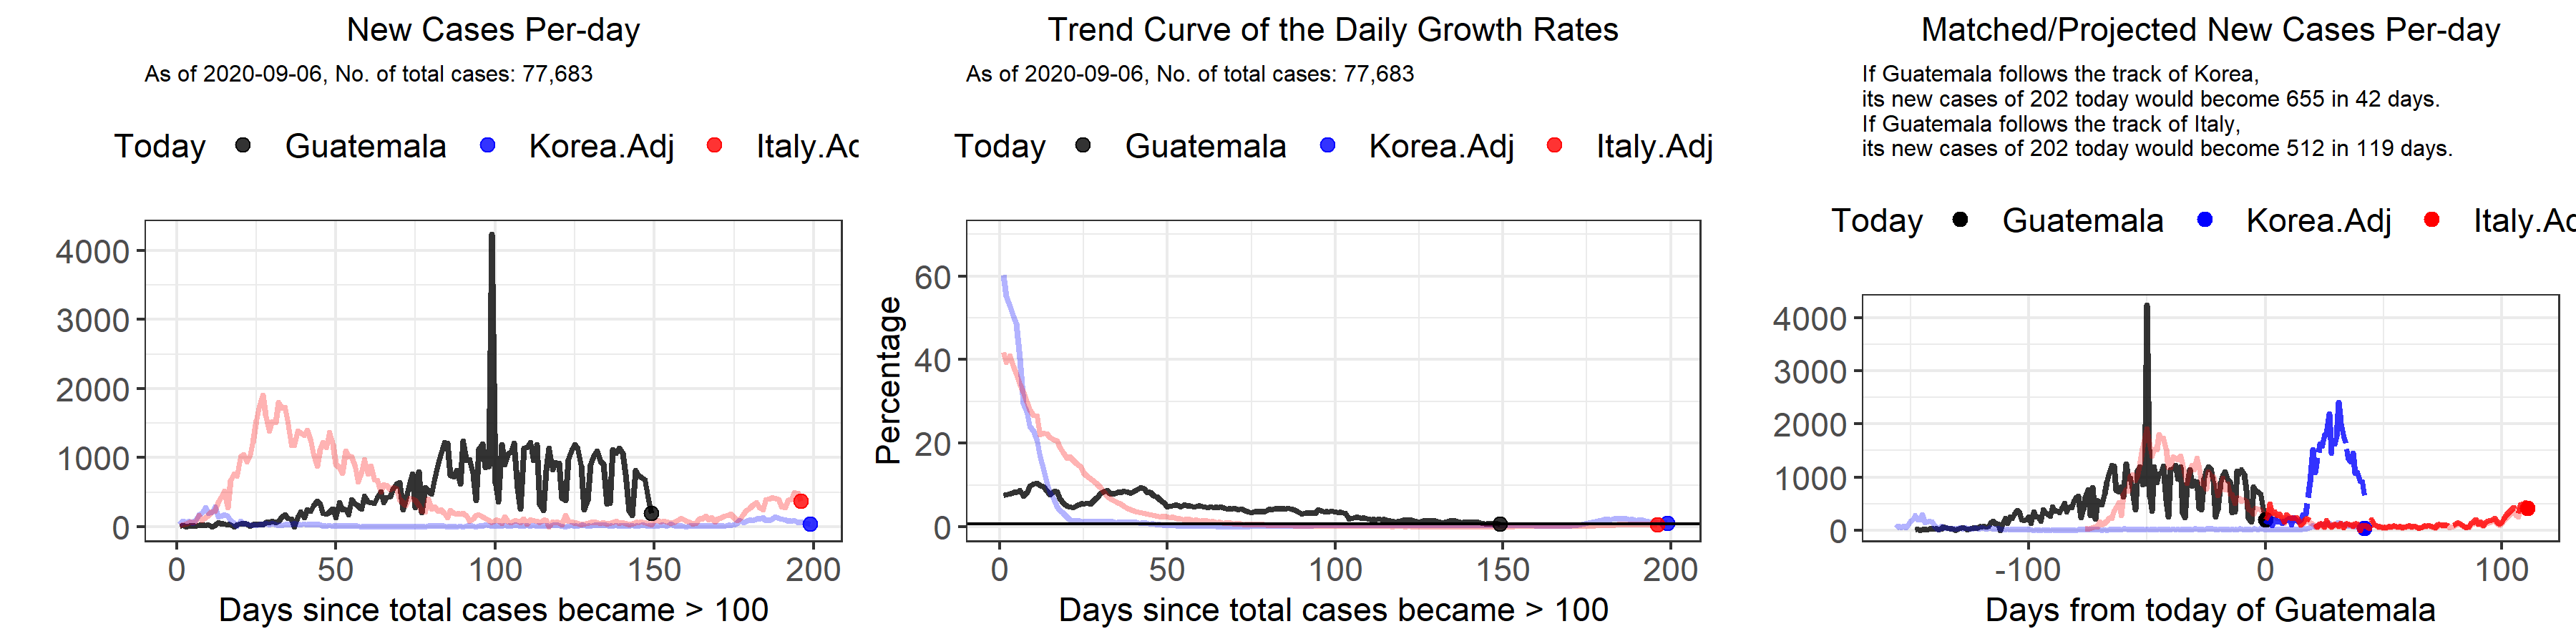 New Cases Per-day
As of 2020-09-06, No. of total cases: 77,683
Today Guatemala Korea.Adj Italy.Ac
4000
3000
2000
1000
0
0 50 100 150 200
Days since total cases became > 100
Trend Curve of the Daily Growth Rates
As of 2020-09-06, No. of total cases: 77,683
Today Guatemala Korea.Adj Italy.Adj
Percentage
60
40
20
0
0 50 100 150 200
Days since total cases became > 100
Matched/Projected New Cases Per-day
If Guatemala follows the track of Korea,
its new cases of 202 today would become 655 in 42 days.
If Guatemala follows the track of Italy,
its new cases of 202 today would become 512 in 119 days.
Today Guatemala Korea.Adj Italy.Ad
4000
3000
2000
1000
0
-100 0 100
Days from today of Guatemala